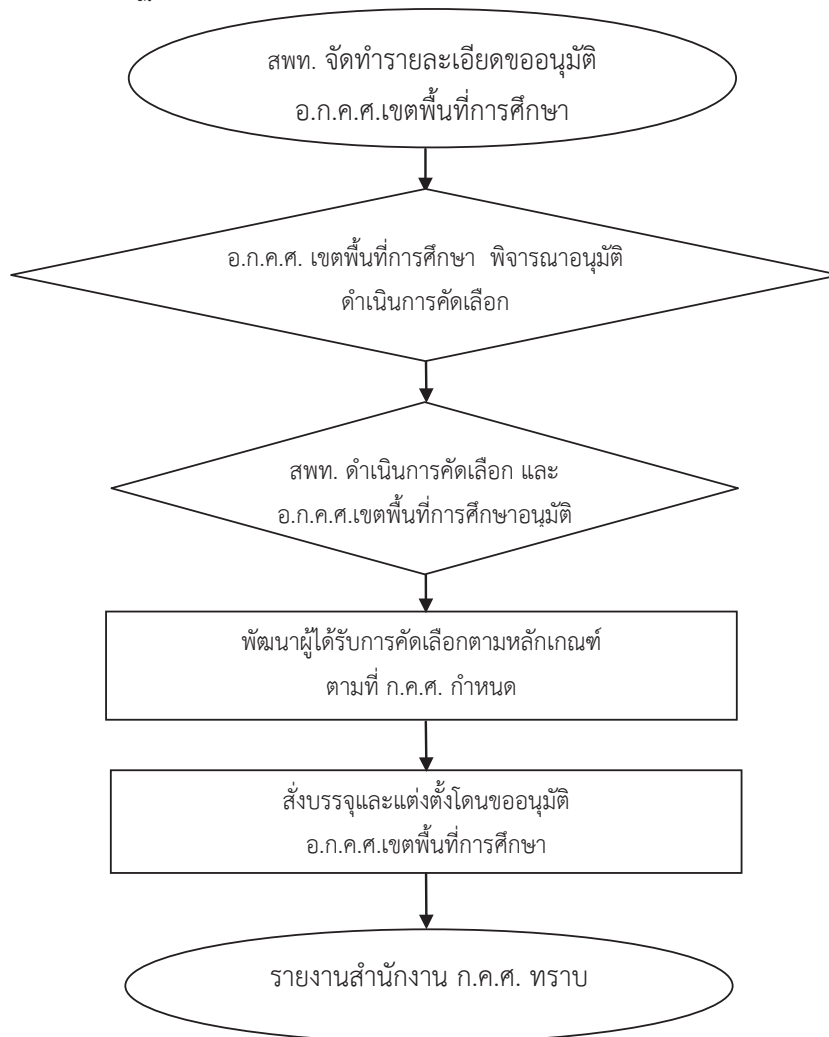 สพท. จัดทำรายละเอียดขออนุมัติ
อ.ก.ค.ศ.เขตพื้นที่การศึกษา
อ.ก.ค.ศ. เขตพื้นที่การศึกษา พิจารณาอนุมัติ
ดำเนินการคัดเลือก
สพท. ดำเนินการคัดเลือก และ
อ.ก.ค.ศ.เขตพื้นที่การศึกษาอนุมัติ
พัฒนาผู้ได้รับการคัดเลือกตามหลักเกณฑ์
ตามที่ ก.ค.ศ. กำหนด
สั่งบรรจุและแต่งตั้งโดนขออนุมัติ
อ.ก.ค.ศ.เขตพื้นที่การศึกษา
รายงานสำนักงาน ก.ค.ศ. ทราบ